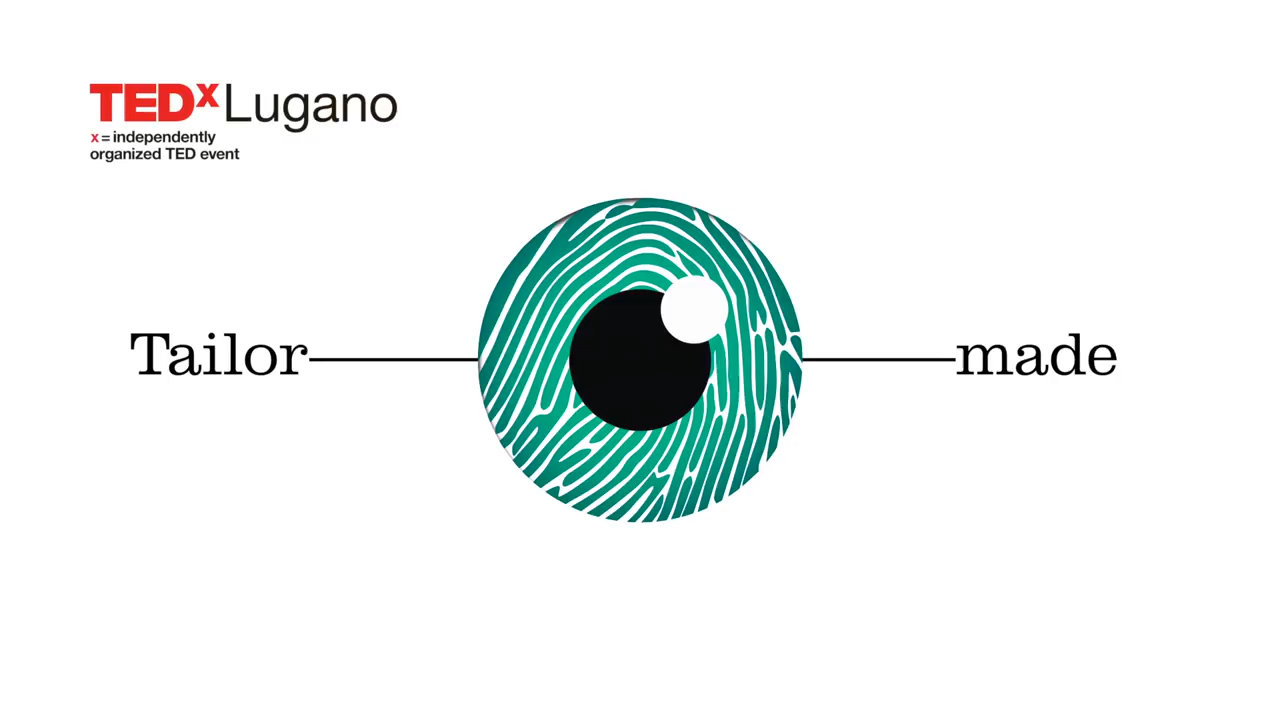 TEDxLugano
x = independently
organized TED event
Tailor made